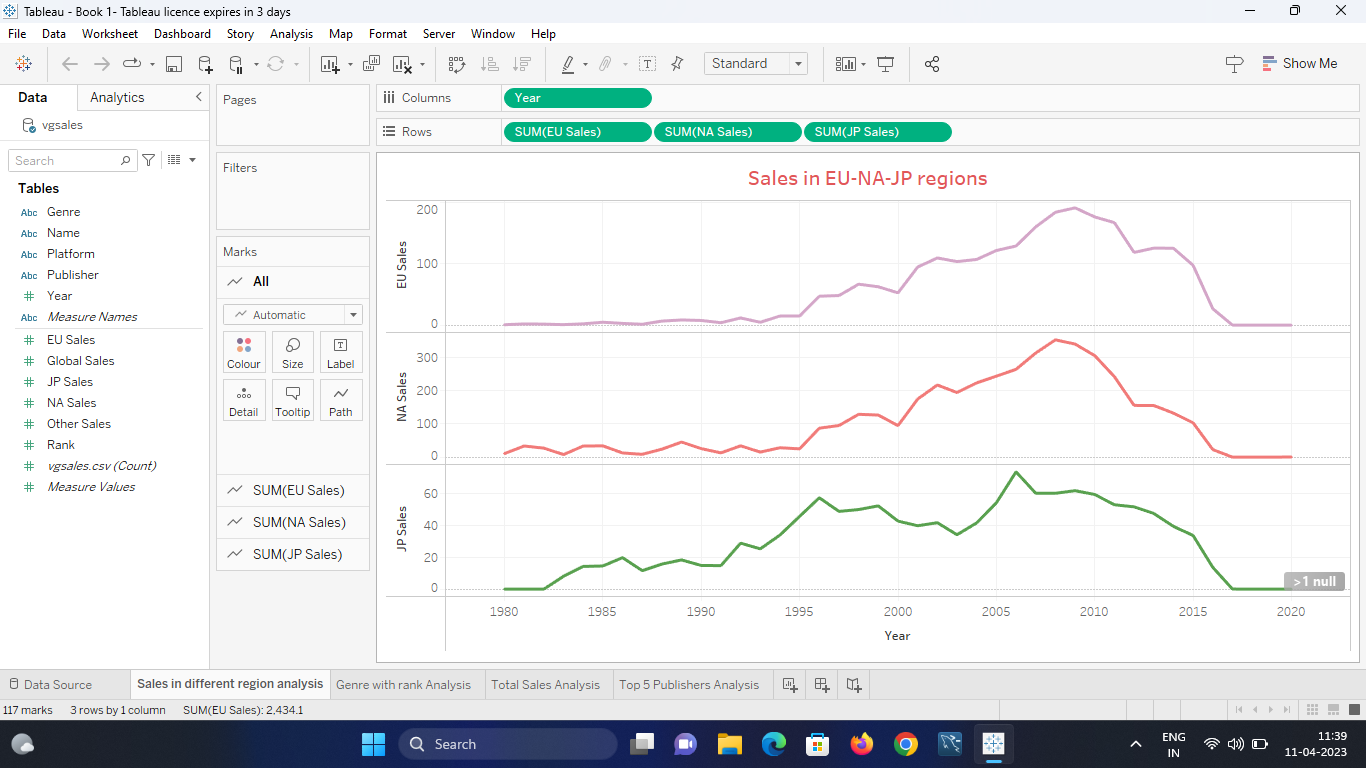 Tableau - Book 1- Tableau licence expires in 3 days
File Data Worksheet Dashboard Story Analysis Map Format Server Window Help
Standard
Show Me
Data Analytics
vgsales
Search
Tables
Abc Genre
Abc Name
Abc Platform
Abc Publisher
# Year
Abc Measure Names
# EU Sales
# Global Sales
# JP Sales
# NA Sales
# Other Sales
# Rank
# vgsales.csv (Count)
# Measure Values
Pages
Filters
Marks
All
Automatic
Colour Size Label
Detail Tooltip Path
SUM(EU Sales)
SUM(NA Sales)
SUM(JP Sales)
Columns Year
Rows SUM(EU Sales) SUM(NA Sales) SUM(JP Sales)
Sales in EU-NA-JP regions
EU Sales
200
100
0
NA Sales
300
200
100
0
JP Sales
60
40
20
0
>1 null
1980 1985 1990 1995 2000 2005 2010 2015 2020
Year
Data Source Sales in different region analysis Genre with rank Analysis Total Sales Analysis Top 5 Publishers Analysis
117 marks 3 rows by 1 column SUM(EU Sales): 2,434.1
Search
ENG
IN
11:39
11-04-2023